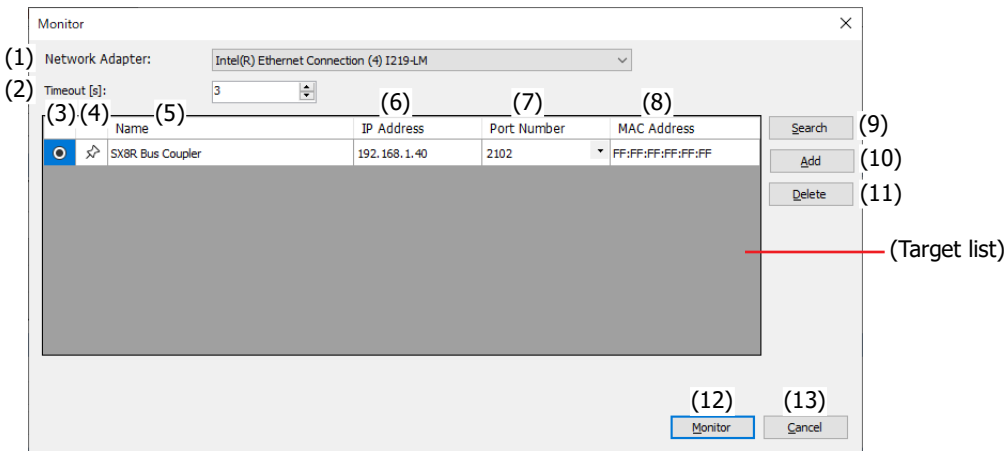 Monitor
(1) Network Adapter: Intel(R) Ethernet Connection (4) I219-LM
(2) Timeout [s]: 3
(3) (4) (5) (6) (7) (8)
Name IP Address Port Number MAC Address Search (9)
SX8R Bus Coupler 192.168.1.40 2102 FF:FF:FF:FF:FF:FF Add (10)
Delete (11)
(Target list)
(12) (13)
Monitor Cancel